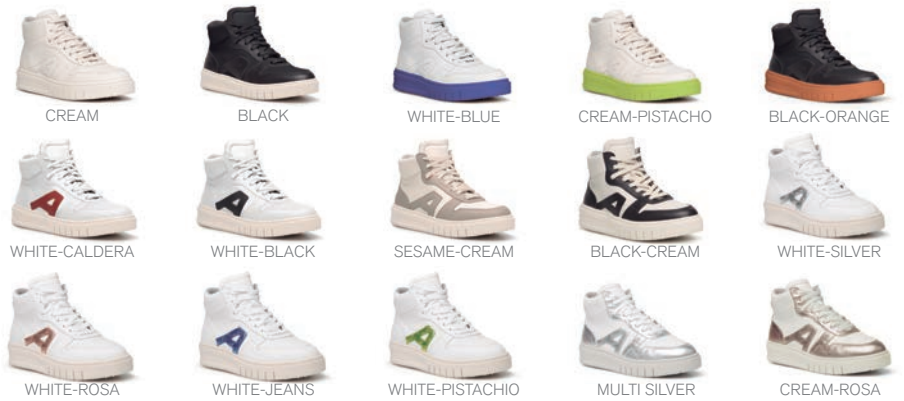 CREAM
BLACK
WHITE-BLUE
CREAM-PISTACHO
BLACK-ORANGE
WHITE-CALDERA
WHITE-BLACK
SESAME-CREAM
BLACK-CREAM
WHITE-SILVER
WHITE-ROSA
WHITE-JEANS
WHITE-PISTACHIO
MULTI SILVER
CREAM-ROSA